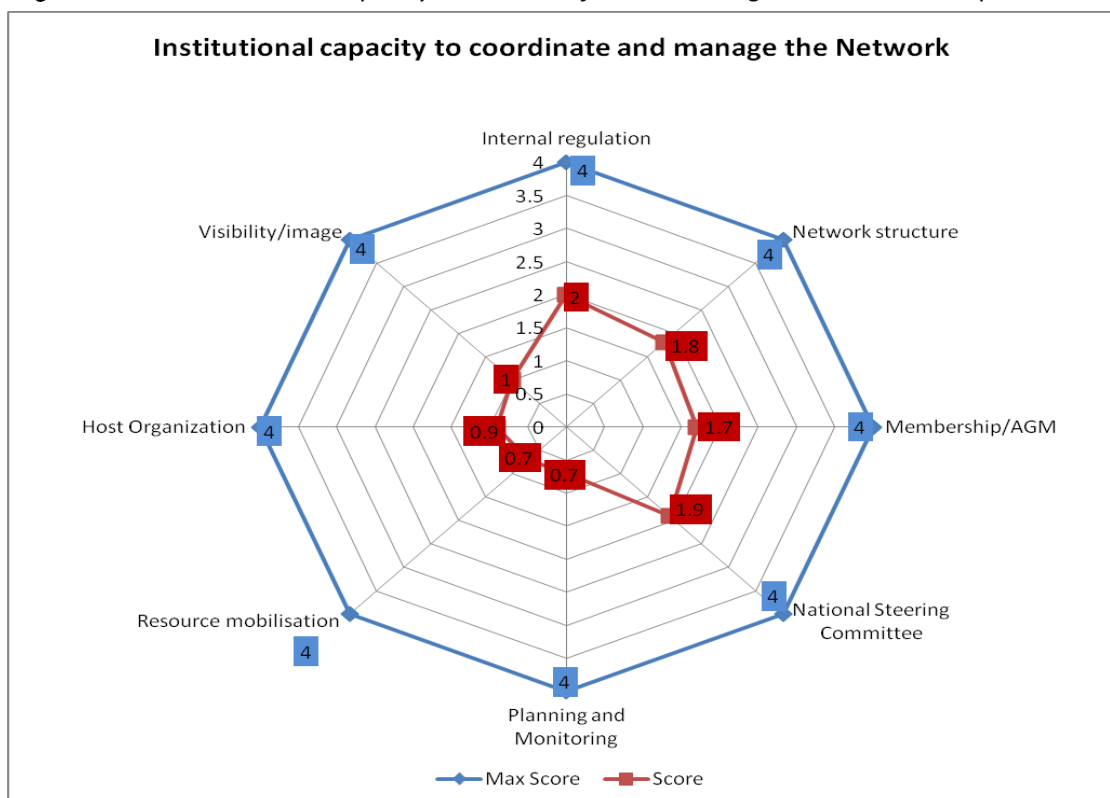 Institutional capacity to coordinate and manage the Network
Internal regulation
4
4
3.5
Visibility/image
Network structure
4
4
3
2.5
2
2
1.5
1.8
1
1
0.5
Host Organization
4
0.9
0
1.7
4
Membership/AGM
0.7
0.7
1.9
4
National Steering
Committee
Resource mobilisation
4
4
Planning and
Monitoring
Max Score
Score